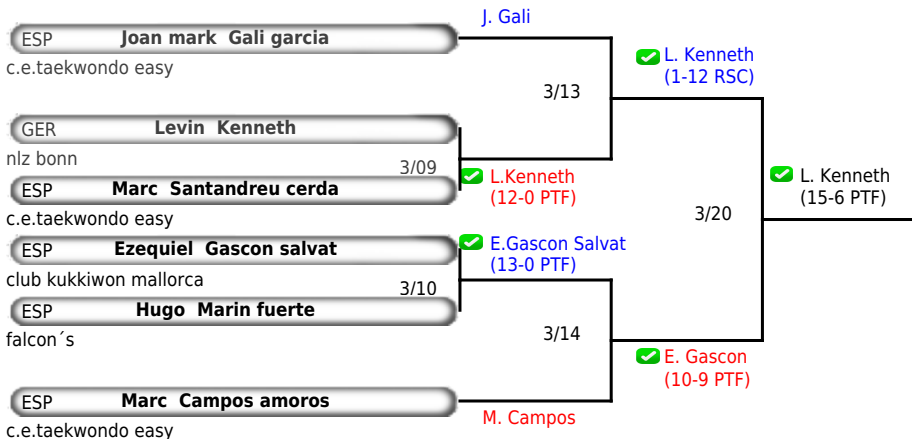 J. Gali
ESP Joan mark Gali garcia
c.e.taekwondo easy
L. Kenneth
(1-12 RSC)
3/13
GER Levin Kenneth
nlz bonn
3/09
L.Kenneth
(12-0 PTF)
ESP Marc Santandreu cerda
c.e.taekwondo easy
L. Kenneth
(15-6 PTF)
3/20
ESP Ezequiel Gascon salvat
club kukkiwon mallorca
E.Gascon Salvat
(13-0 PTF)
3/10
ESP Hugo Marin fuerte
falcon´s
3/14
E. Gascon
(10-9 PTF)
ESP Marc Campos amoros
c.e.taekwondo easy
M. Campos